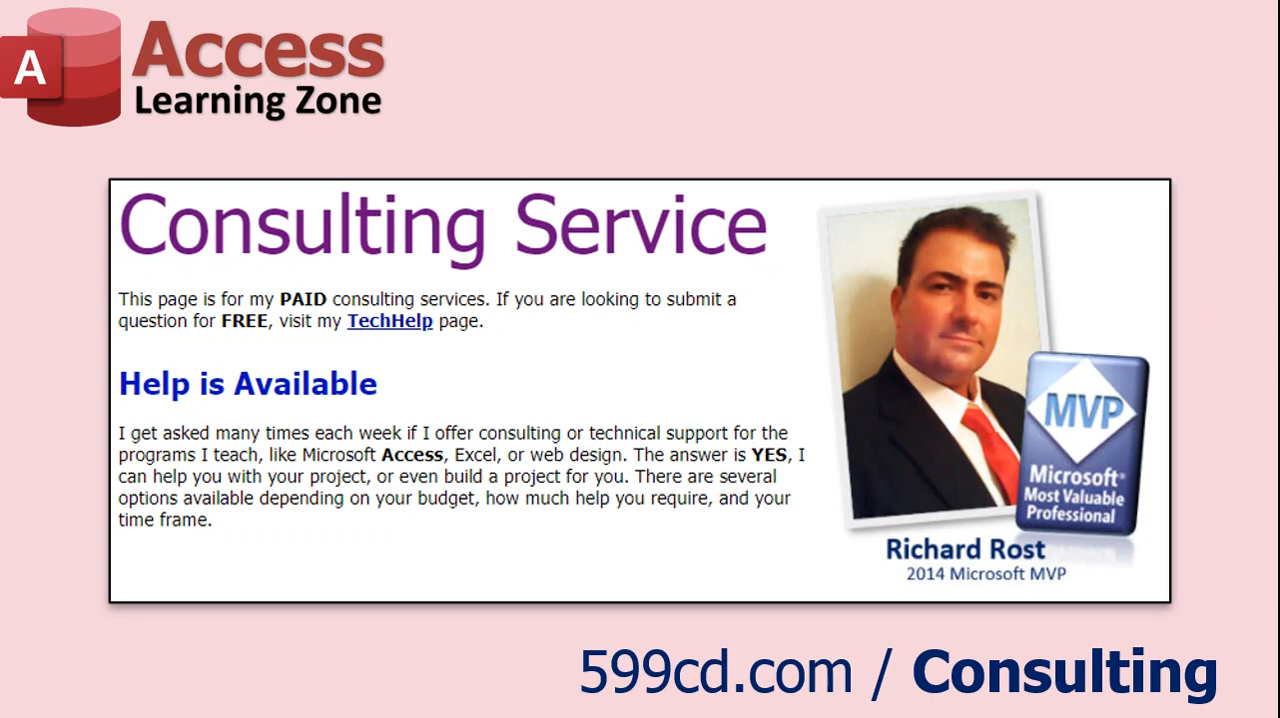 A
Access
Learning Zone
Consulting Service
This page is for my PAID consulting services. If you are looking to submit a
question for FREE, visit my TechHelp page.
Help is Available
I get asked many times each week if I offer consulting or technical support for the
programs I teach, like Microsoft Access, Excel, or web design. The answer is YES, I
can help you with your project, or even build a project for you. There are several
options available depending on your budget, how much help you require, and your
time frame.
MVP
Microsoft®
Most Valuable
Professional
Richard Rost
2014 Microsoft MVP
599cd.com / Consulting